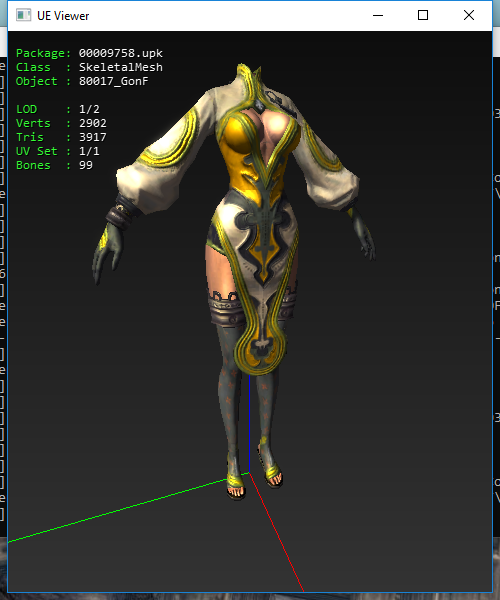 UE Viewer
Package: 00009758.upk
Class : SkeletalMesh
Object : 80017_GonF
LOD : 1/2
Verts : 2902
Tris : 3917
UV Set : 1/1
Bones : 99